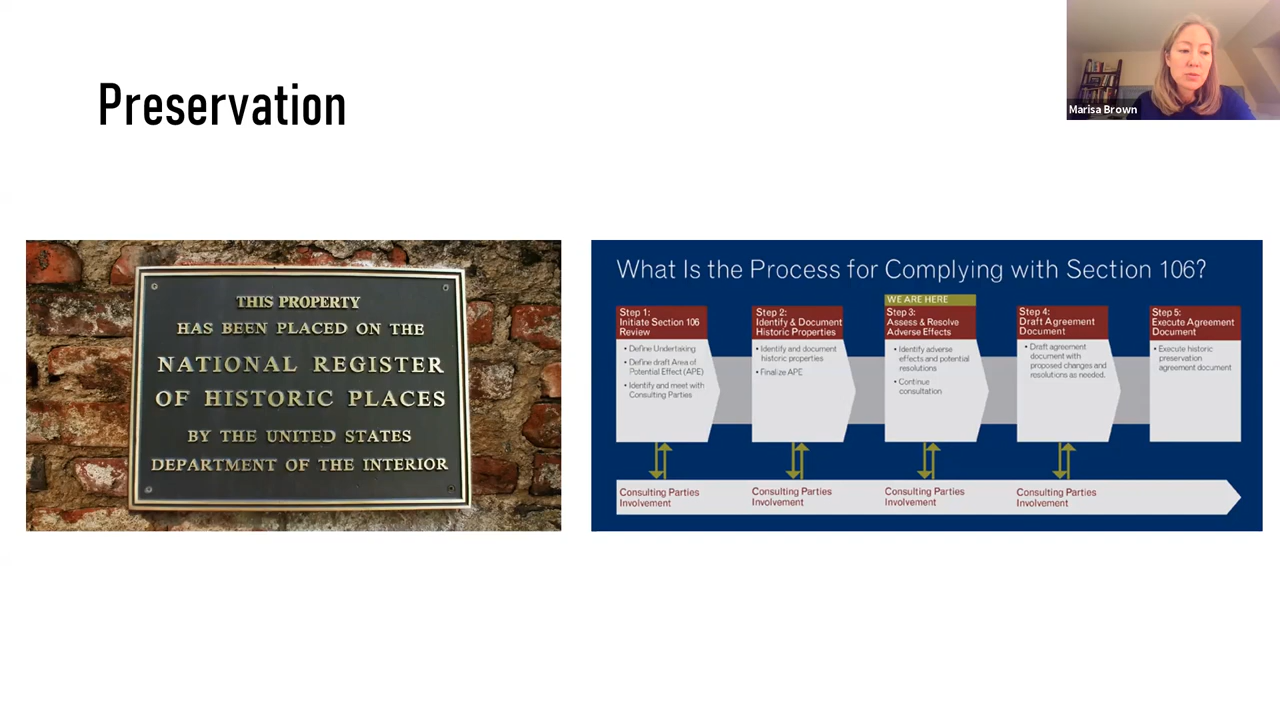 Preservation
Marisa Brown
THIS PROPERTY
HAS BEEN PLACED ON THE
NATIONAL REGISTER
OF HISTORIC PLACES
BY THE UNITED STATES
DEPARTMENT OF THE INTERIOR
What Is the Process for Complying with Section 106?
Step 1:
Initiate Section 106
Review
• Define Undertaking
• Define draft Area of
Potential Effect (APE)
• Identify and meet with
Consulting Parties
Step 2:
Identify & Document
Historic Properties
• Identify and document
historic properties
• Finalize APE
WE ARE HERE
Step 3:
Assess & Resolve
Adverse Effects
• Identify adverse
effects and potential
resolutions
• Continue
consultation
Step 4:
Draft Agreement
Document
• Draft agreement
document with
proposed changes and
resolutions as needed.
Step 5:
Execute Agreement
Document
• Execute historic
preservation
agreement document
Consulting Parties
Involvement
Consulting Parties
Involvement
Consulting Parties
Involvement
Consulting Parties
Involvement